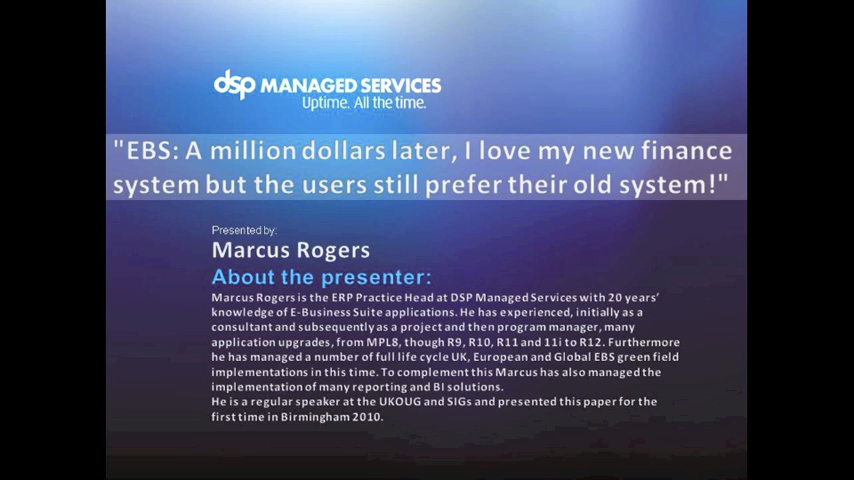 dsp MANAGED SERVICES
Uptime. All the time.
"EBS: A million dollars later, I love my new finance
system but the users still prefer their old system!"
Presented by:
Marcus Rogers
About the presenter:
Marcus Rogers is the ERP Practice Head at DSP Managed Services with 20 years’
knowledge of E-Business Suite applications. He has experienced, initially as a
consultant and subsequently as a project and then program manager, many
application upgrades, from MPL8, though R9, R10, R11 and 11i to R12. Furthermore
he has managed a number of full life cycle UK, European and Global EBS green field
implementations in this time. To complement this Marcus has also managed the
implementation of many reporting and BI solutions.
He is a regular speaker at the UKOUG and SIGs and presented this paper for the
first time in Birmingham 2010.